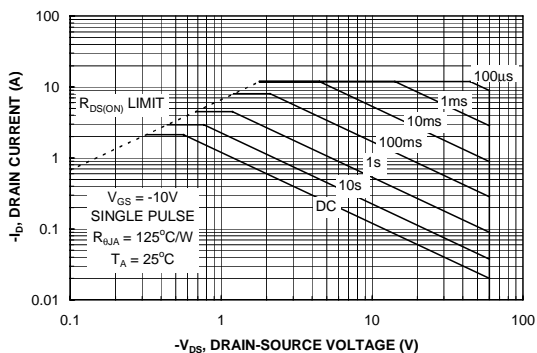 100
10
1
0.1
0.01
-I_D, DRAIN CURRENT (A)
100µs
R_DS(ON) LIMIT
1ms
10ms
100ms
1s
10s
DC
V_GS = -10V
SINGLE PULSE
R_θJA = 125°C/W
T_A = 25°C
0.1
1
10
100
-V_DS, DRAIN-SOURCE VOLTAGE (V)